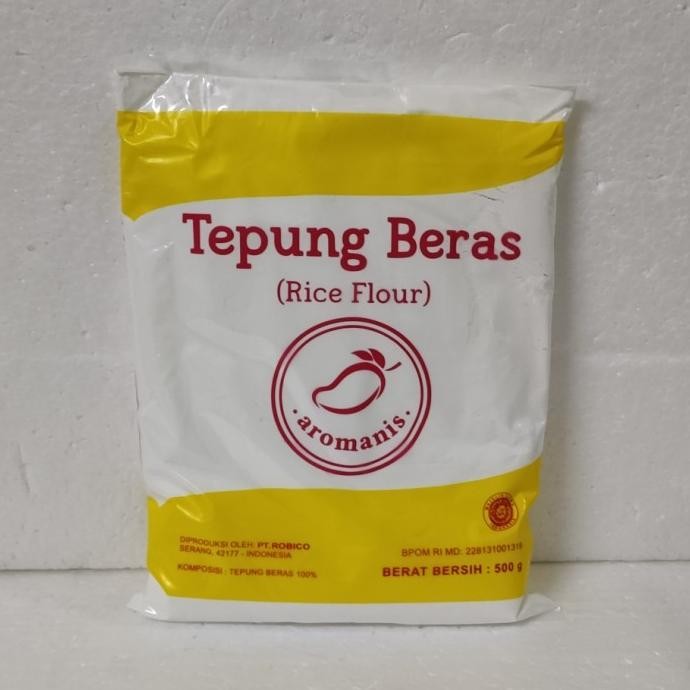 Tepung Beras
(Rice Flour)
aromanis
DIPRODUKSI OLEH: PT.ROBICO
SERANG, 42177 - INDONESIA
KOMPOSISI : TEPUNG BERAS 100%
BPOM RI MD: 228131001319
BERAT BERSIH : 500 g